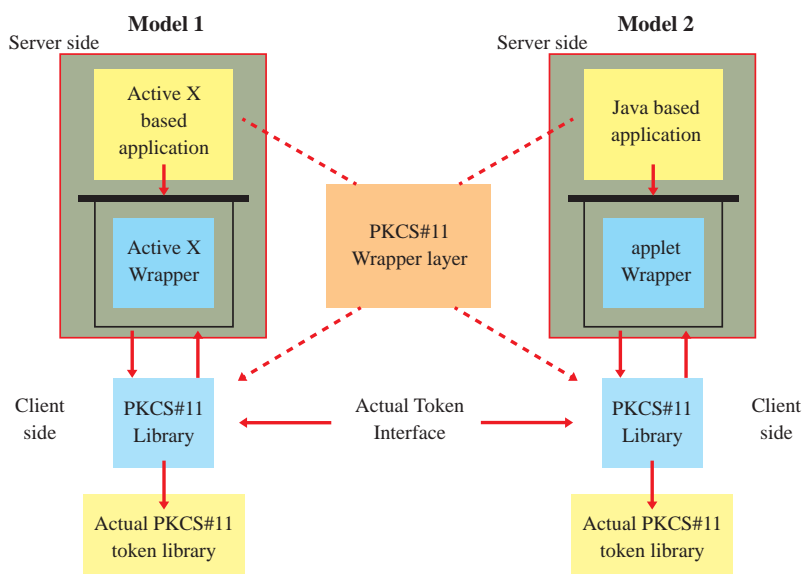 Model 1
Server side
Active X
based
application
Active X
Wrapper
PKCS#11
Wrapper layer
Model 2
Server side
Java based
application
applet
Wrapper
Client
side
PKCS#11
Library
Actual Token
Interface
PKCS#11
Library
Client
side
Actual PKCS#11
token library
Actual PKCS#11
token library